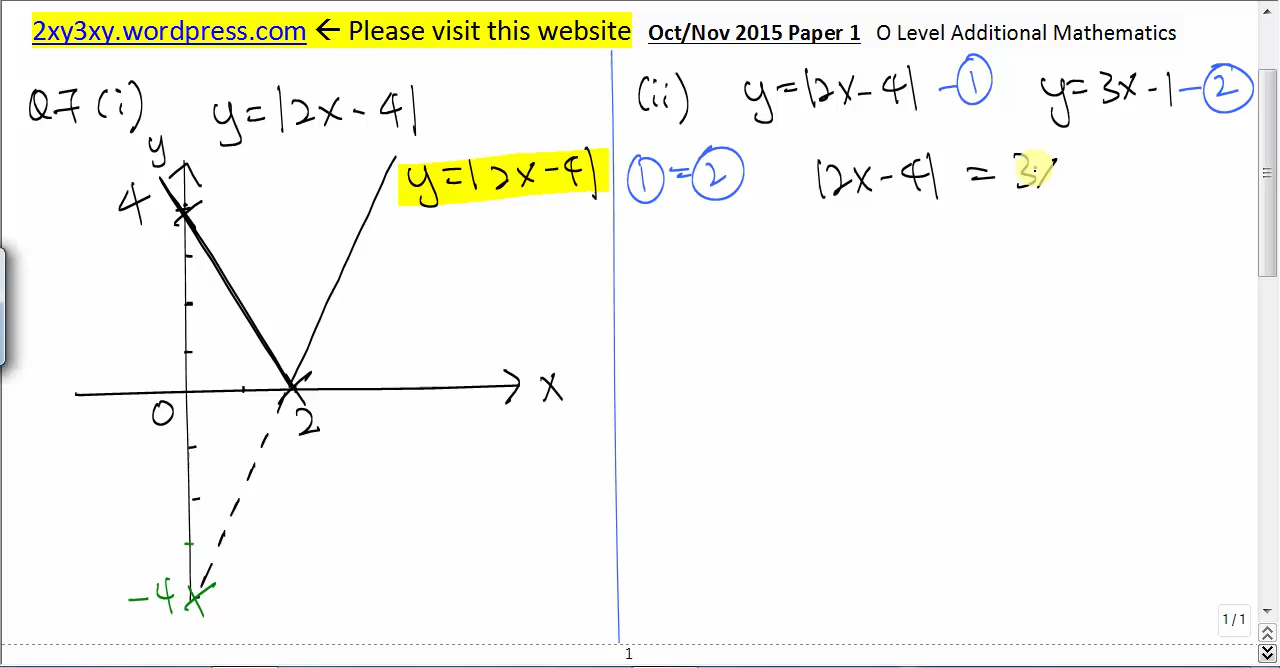 2xy3xy.wordpress.com ← Please visit this website Oct/Nov 2015 Paper 1 O Level Additional Mathematics
Q7 (i) y=|2x-4|
y
4
y=|2x-4|
0
2
x
-4
(ii) y=|2x-4| -① y=3x-1-②
①=② |2x-4| = 3x
1/1
1